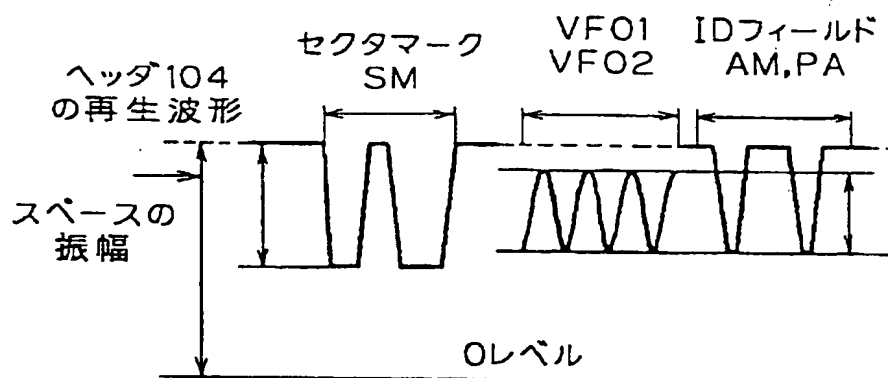 セクタマーク
SM
VFO1
VFO2
IDフィールド
AM,PA
ヘッダ104
の再生波形
スペースの
振幅
0レベル